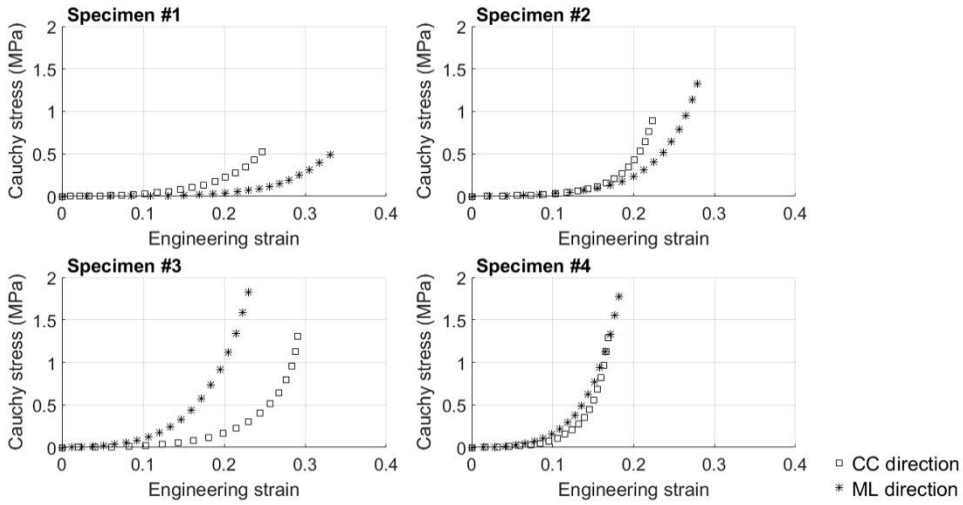 Specimen #1
2
1.5
1
0.5
0
0 0.1 0.2 0.3 0.4
Cauchy stress (MPa)
Engineering strain
Specimen #2
2
1.5
1
0.5
0
0 0.1 0.2 0.3 0.4
Cauchy stress (MPa)
Engineering strain
Specimen #3
2
1.5
1
0.5
0
0 0.1 0.2 0.3 0.4
Cauchy stress (MPa)
Engineering strain
Specimen #4
2
1.5
1
0.5
0
0 0.1 0.2 0.3 0.4
Cauchy stress (MPa)
Engineering strain
CC direction
ML direction